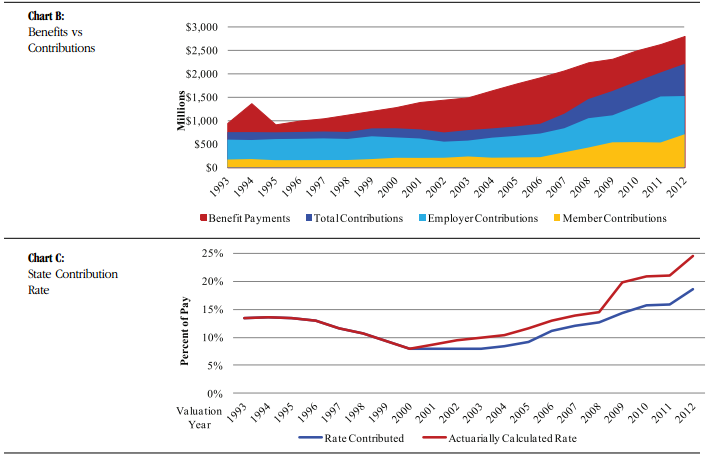 Chart B:
Benefits vs
Contributions
Millions
$3,000
$2,500
$2,000
$1,500
$1,000
$500
$0
1993 1994 1995 1996 1997 1998 1999 2000 2001 2002 2003 2004 2005 2006 2007 2008 2009 2010 2011 2012
Benefit Payments Total Contributions Employer Contributions Member Contributions
Chart C:
State Contribution
Rate
Percent of Pay
25%
20%
15%
10%
5%
0%
Valuation
Year
1993 1994 1995 1996 1997 1998 1999 2000 2001 2002 2003 2004 2005 2006 2007 2008 2009 2010 2011 2012
Rate Contributed Actuarially Calculated Rate